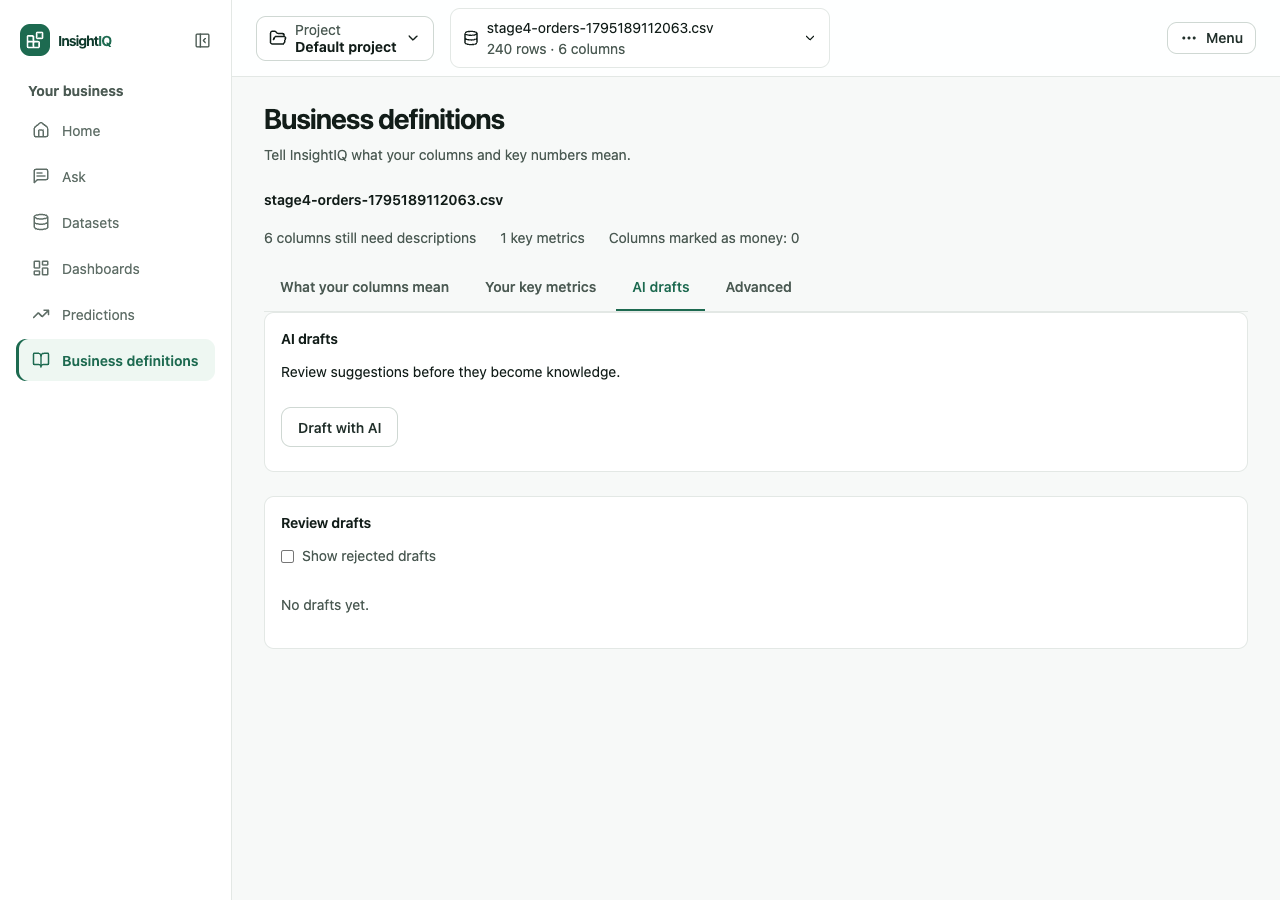 InsightIQ
Your business
Home
Ask
Datasets
Dashboards
Predictions
Business definitions
Project
Default project
stage4-orders-1795189112063.csv
240 rows · 6 columns
Menu
Business definitions
Tell InsightIQ what your columns and key numbers mean.
stage4-orders-1795189112063.csv
6 columns still need descriptions 1 key metrics Columns marked as money: 0
What your columns mean Your key metrics AI drafts Advanced
AI drafts
Review suggestions before they become knowledge.
Draft with AI
Review drafts
Show rejected drafts
No drafts yet.